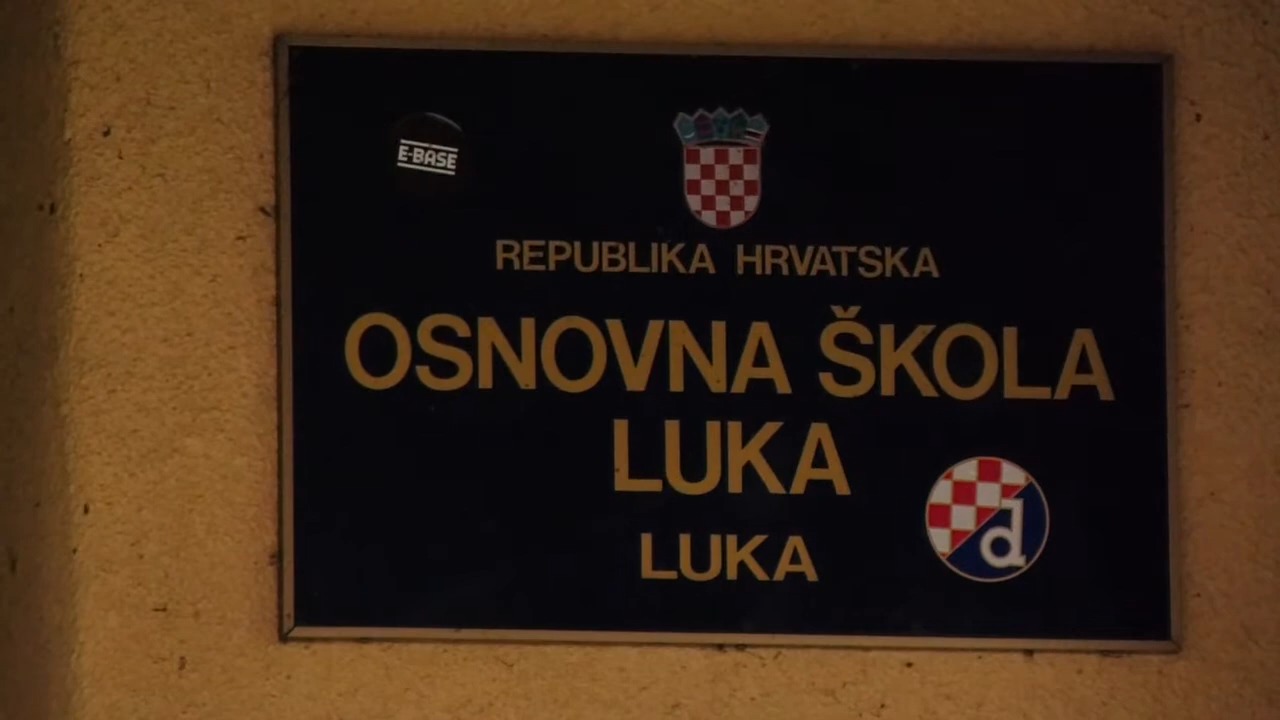 E-BASE
REPUBLIKA HRVATSKA
OSNOVNA ŠKOLA
LUKA
LUKA
d